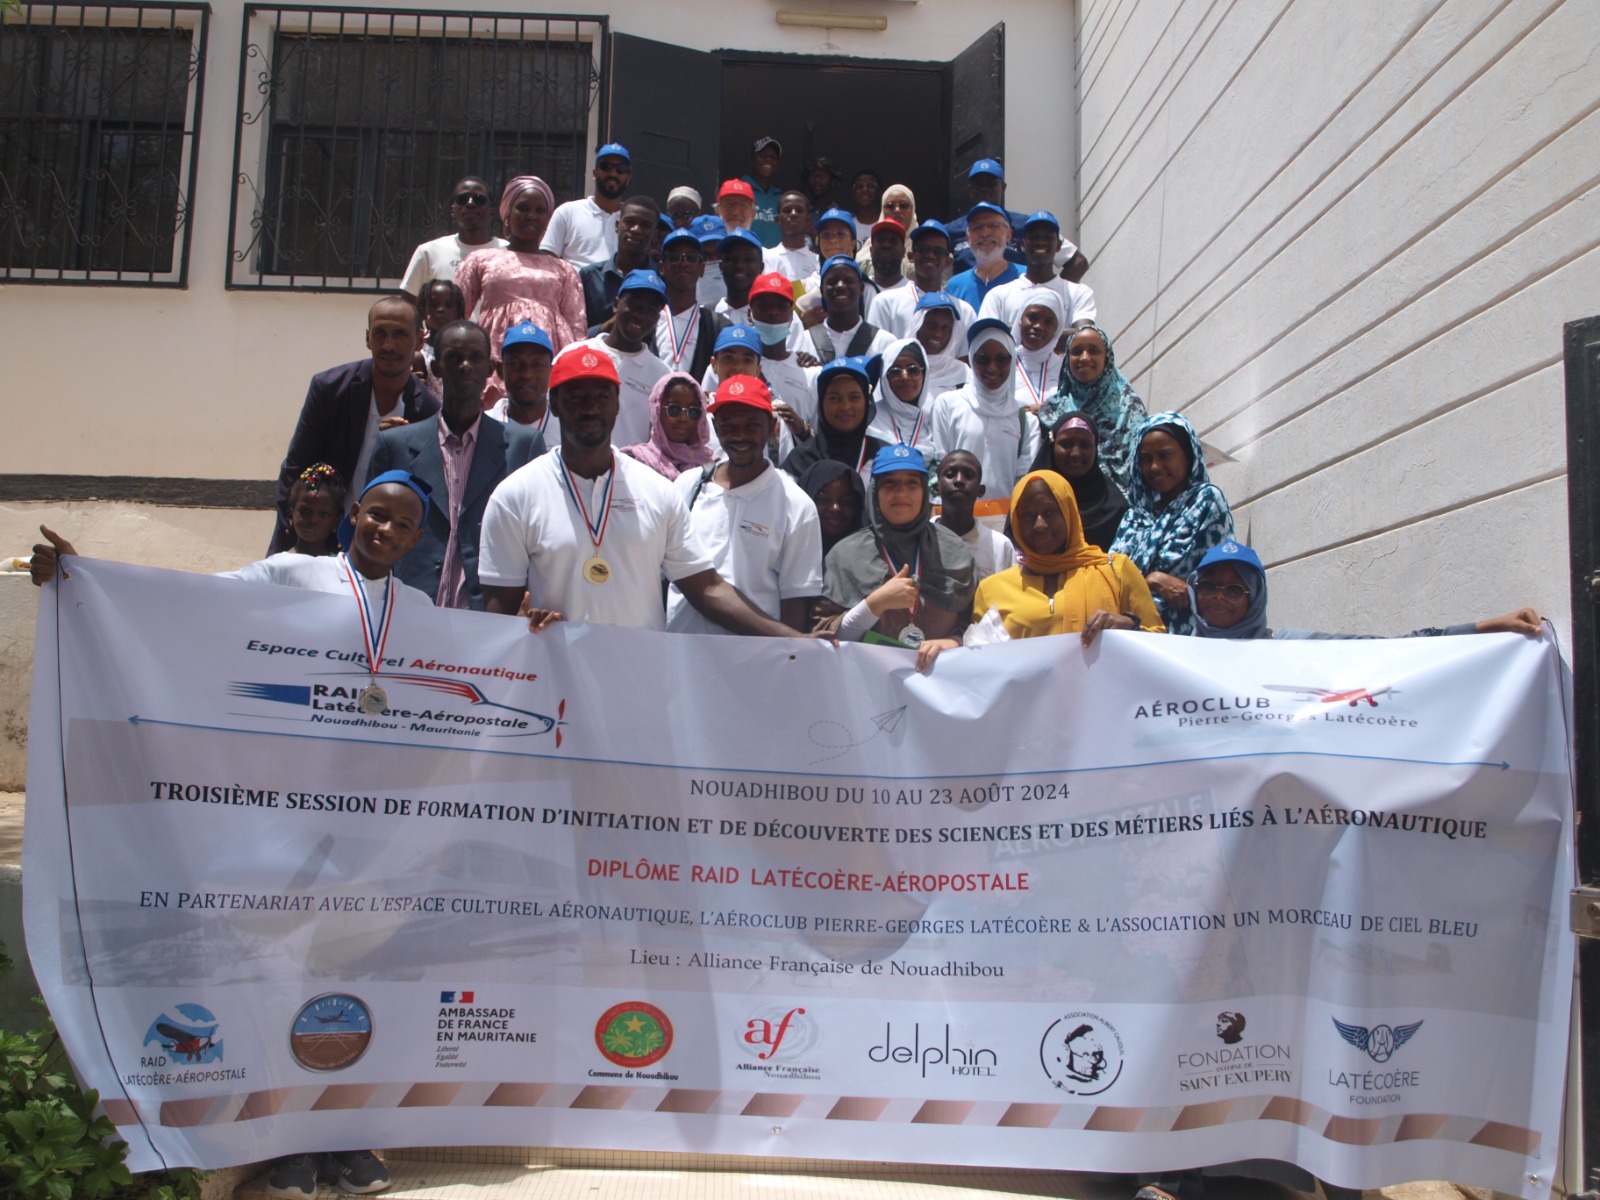 Espace Culturel Aéronautique
RAID
Latécoère-Aéropostale
Nouadhibou - Mauritanie
AÉROCLUB
Pierre-Georges Latécoère
NOUADHIBOU DU 10 AU 23 AOÛT 2024
TROISIÈME SESSION DE FORMATION D'INITIATION ET DE DÉCOUVERTE DES SCIENCES ET DES MÉTIERS LIÉS À L'AÉRONAUTIQUE
DIPLÔME RAID LATÉCOÈRE-AÉROPOSTALE
EN PARTENARIAT AVEC L'ESPACE CULTUREL AÉRONAUTIQUE, L'AÉROCLUB PIERRE-GEORGES LATÉCOÈRE & L'ASSOCIATION UN MORCEAU DE CIEL BLEU
Lieu : Alliance Française de Nouadhibou
RAID
LATÉCOÈRE-AÉROPOSTALE
AMBASSADE
DE FRANCE
EN MAURITANIE
Liberté
Égalité
Fraternité
Commune de Nouadhibou
af
Alliance Française
Nouadhibou
delphin
HOTEL
FONDATION
ANTOINE DE
SAINT EXUPERY
LATÉCOÈRE
FOUNDATION